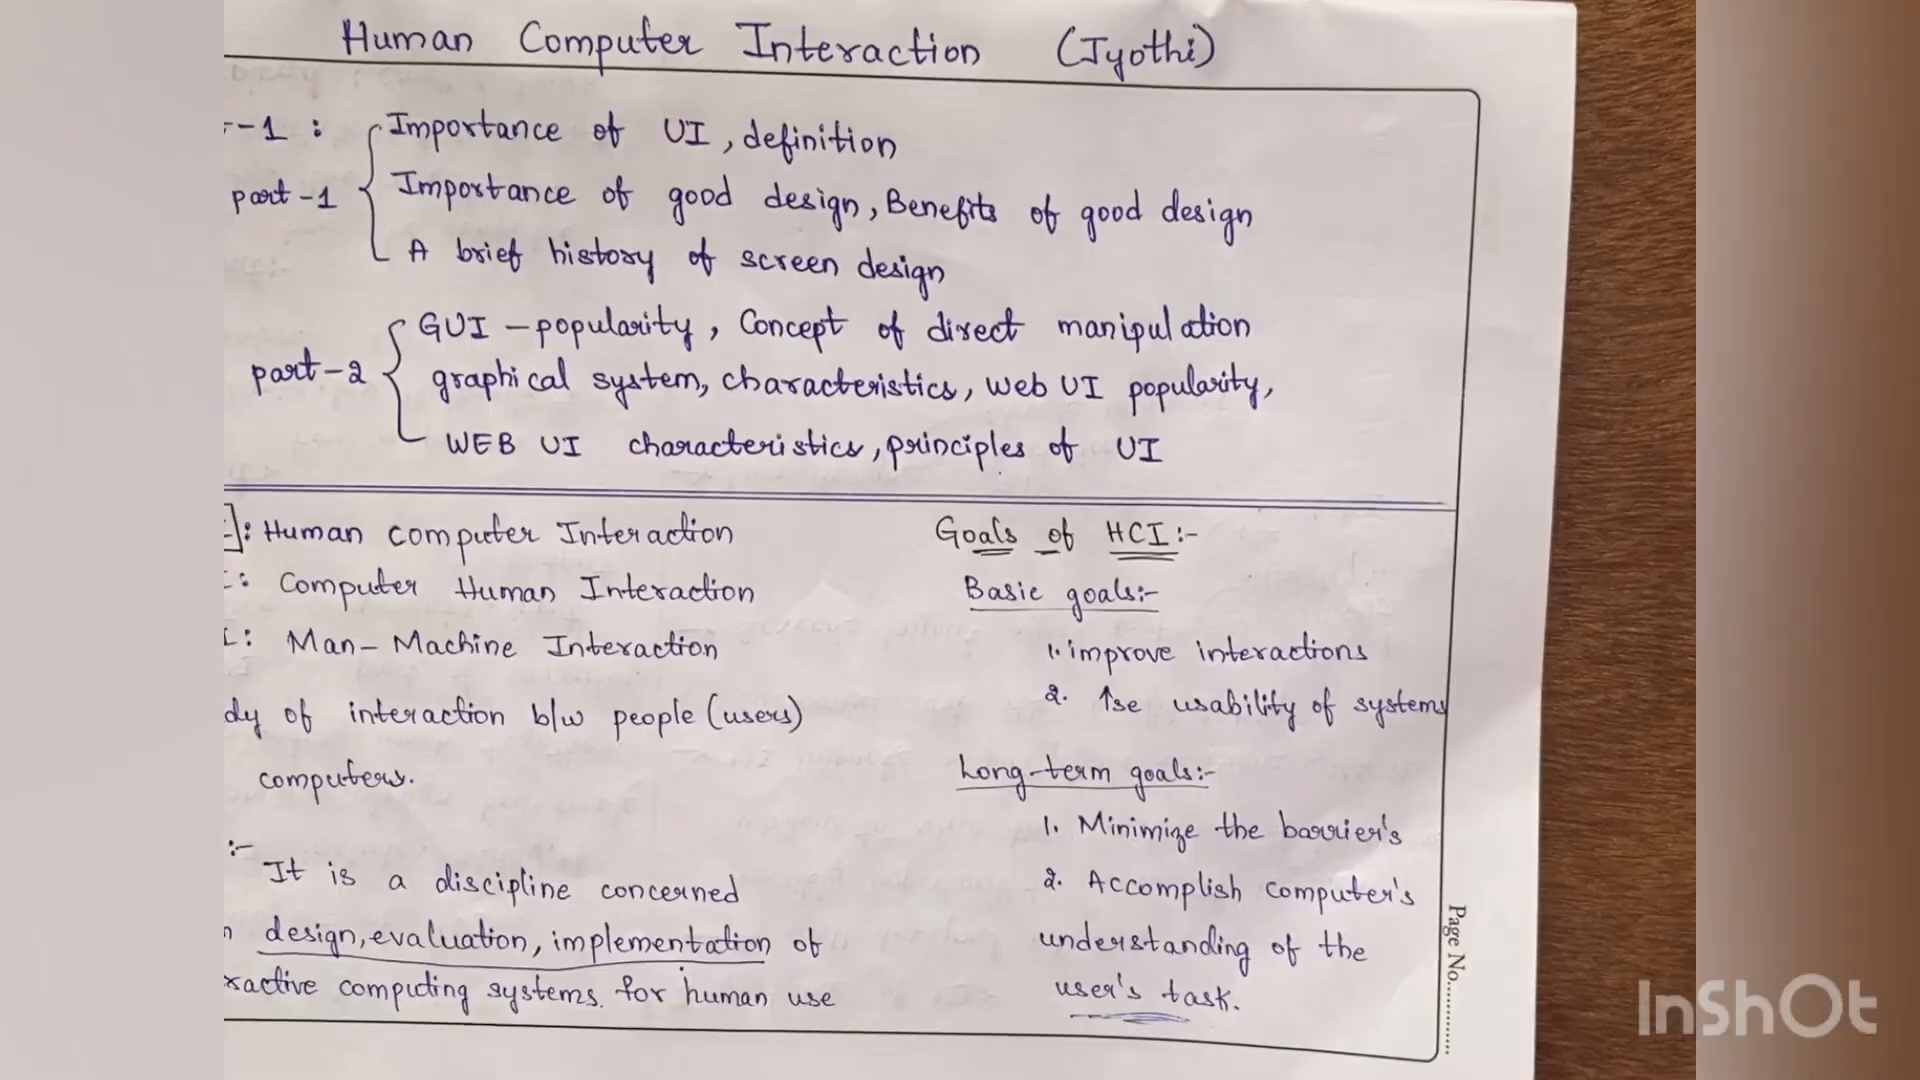 Human Computer Interaction (Jyothi)
-1 : Importance of UI, definition
part-1 Importance of good design, Benefits of good design
A brief history of screen design
GUI - popularity, Concept of direct manipulation
part-2 graphical system, characteristics, Web UI popularity,
WEB UI characteristics, principles of UI
: Human computer Interaction
: Computer Human Interaction
I: Man-Machine Interaction
dy of interaction b/w people (users)
computers.
:- It is a discipline concerned
n design, evaluation, implementation of
ractive computing systems. for human use
Goals of HCI:-
Basic goals:-
1. improve interactions
2. ↑se usability of systems
Long-term goals:-
1. Minimize the barrier's
2. Accomplish computer's
understanding of the
user's task.
Page No..............
InShOt